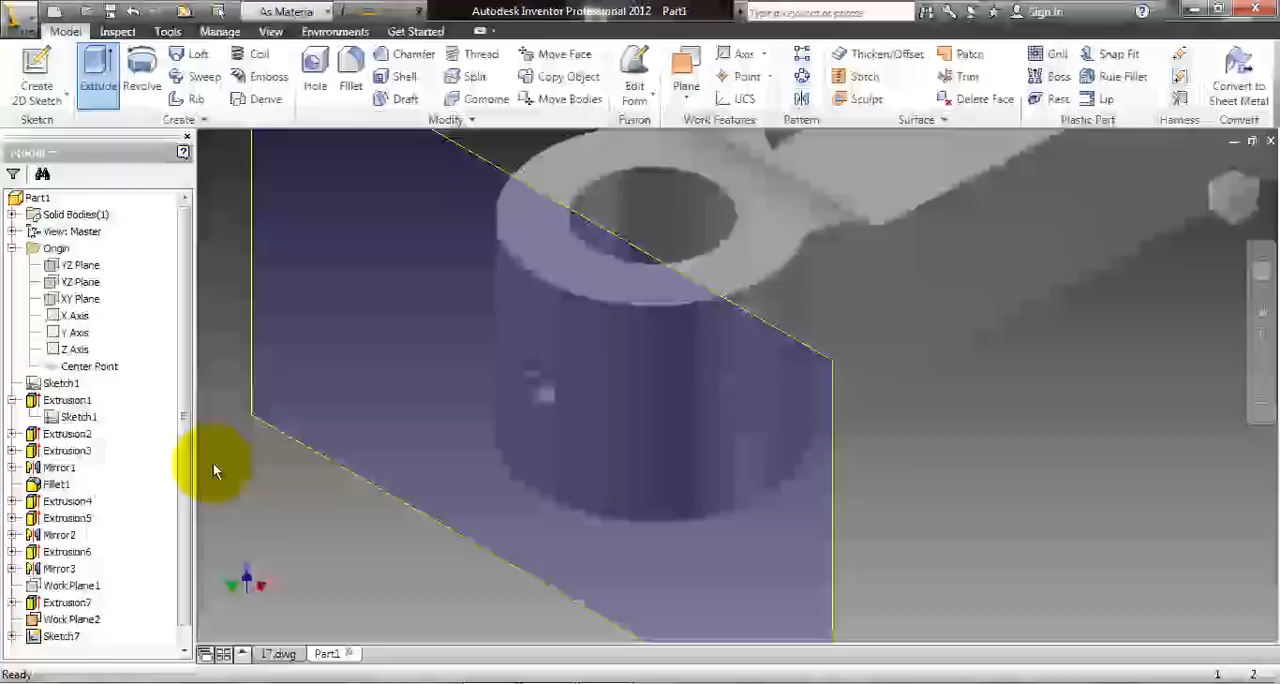 As Material
Autodesk Inventor Professional 2012 Part1
Type a keyword or phrase
Sign In
Model Inspect Tools Manage View Environments Get Started
Create 2D Sketch
Extrude
Revolve
Loft
Sweep
Rib
Coil
Emboss
Derive
Hole
Fillet
Chamfer
Shell
Draft
Thread
Split
Combine
Move Face
Copy Object
Move Bodies
Edit Form
Plane
Axis
Point
UCS
Thicken/Offset
Stitch
Sculpt
Patch
Trim
Delete Face
Grill
Boss
Rest
Snap Fit
Rule Fillet
Lip
Convert to Sheet Metal
Sketch
Create
Modify
Fusion
Work Features
Pattern
Surface
Plastic Part
Harness
Convert
Model
Part1
Solid Bodies(1)
View: Master
Origin
YZ Plane
XZ Plane
XY Plane
X Axis
Y Axis
Z Axis
Center Point
Sketch1
Extrusion1
Sketch1
Extrusion2
Extrusion3
Mirror1
Fillet1
Extrusion4
Extrusion5
Mirror2
Extrusion6
Mirror3
Work Plane1
Extrusion7
Work Plane2
Sketch7
17.dwg
Part1
Ready
1 2